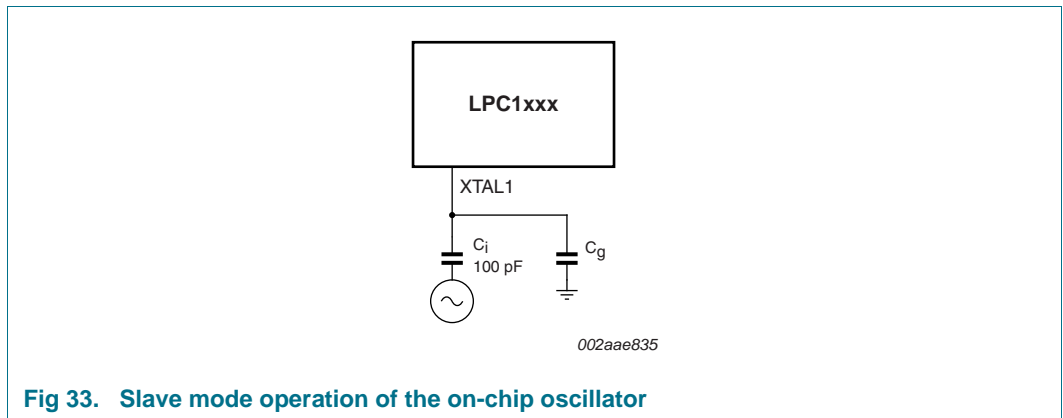 LPC1xxx
XTAL1
Ci
100 pF
Cg
002aae835
Fig 33. Slave mode operation of the on-chip oscillator